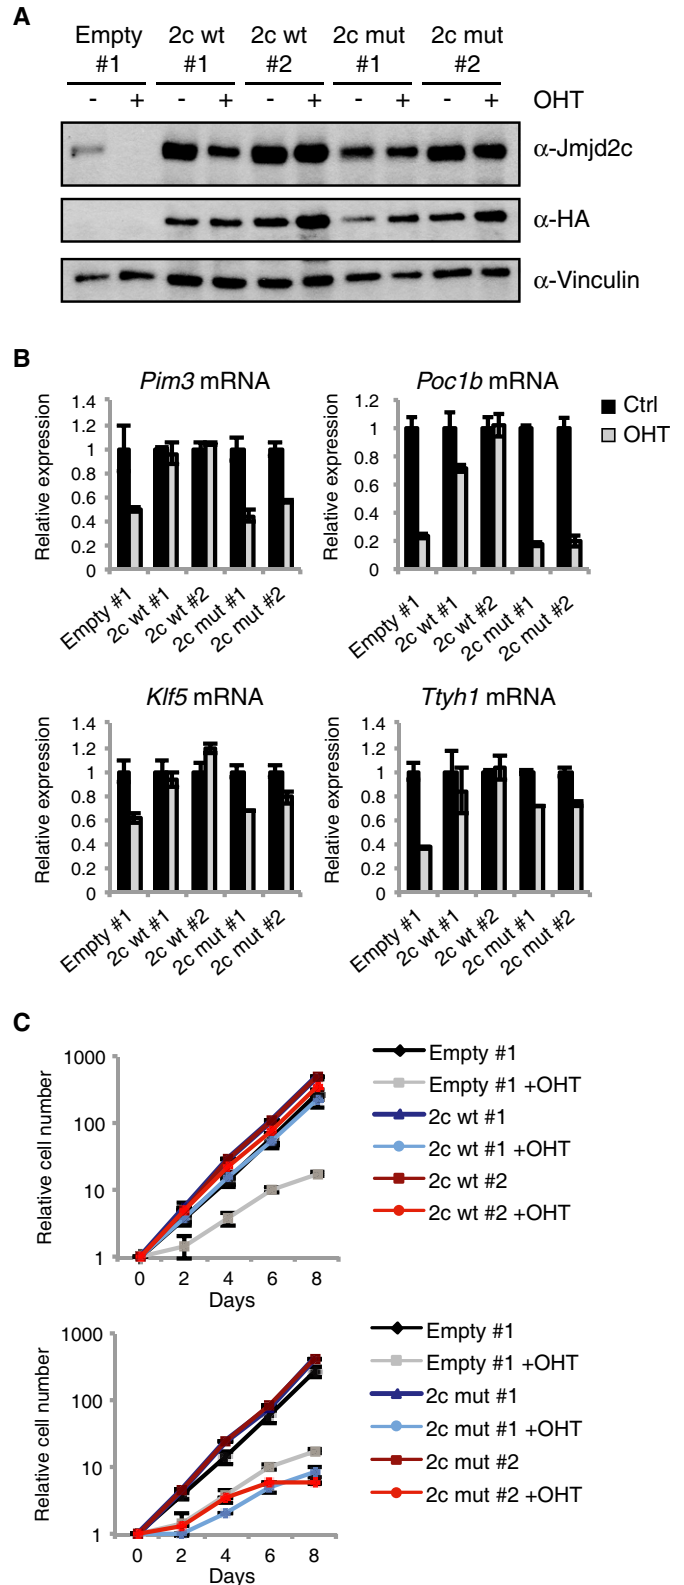 A
Empty #1 2c wt #1 2c wt #2 2c mut #1 2c mut #2
- + - + - + - + - + OHT
α-Jmjd2c
α-HA
α-Vinculin
B
Pim3 mRNA
Relative expression
1.4
1.2
1
0.8
0.6
0.4
0.2
0
Empty #1
2c wt #1
2c wt #2
2c mut #1
2c mut #2
Poc1b mRNA
Relative expression
1.2
1
0.8
0.6
0.4
0.2
0
Empty #1
2c wt #1
2c wt #2
2c mut #1
2c mut #2
Ctrl
OHT
Klf5 mRNA
Relative expression
1.4
1.2
1
0.8
0.6
0.4
0.2
0
Empty #1
2c wt #1
2c wt #2
2c mut #1
2c mut #2
Ttyh1 mRNA
Relative expression
1.4
1.2
1
0.8
0.6
0.4
0.2
0
Empty #1
2c wt #1
2c wt #2
2c mut #1
2c mut #2
C
Relative cell number
1000
100
10
1
0 2 4 6 8
Days
Empty #1
Empty #1 +OHT
2c wt #1
2c wt #1 +OHT
2c wt #2
2c wt #2 +OHT
Relative cell number
1000
100
10
1
0 2 4 6 8
Days
Empty #1
Empty #1 +OHT
2c mut #1
2c mut #1 +OHT
2c mut #2
2c mut #2 +OHT